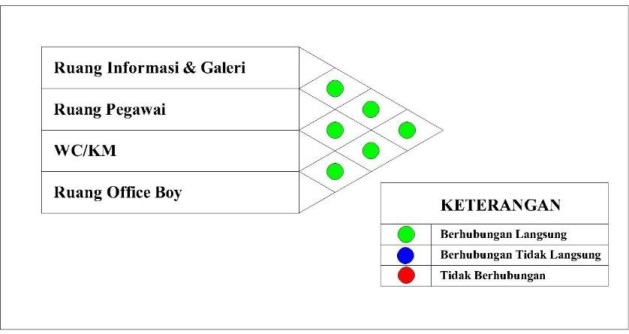 Ruang Informasi & Galeri
Ruang Pegawai
WC/KM
Ruang Office Boy
KETERANGAN
Berhubungan Langsung
Berhubungan Tidak Langsung
Tidak Berhubungan